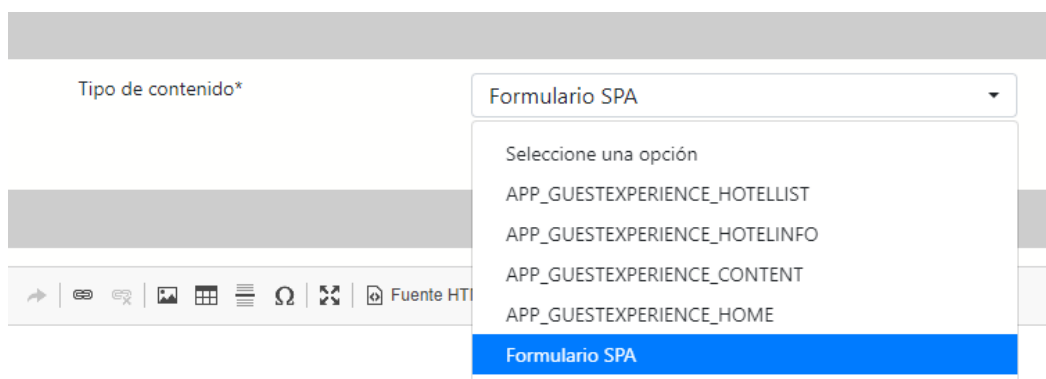 Tipo de contenido*
Formulario SPA
Seleccione una opción
APP_GUESTEXPERIENCE_HOTELLIST
APP_GUESTEXPERIENCE_HOTELINFO
APP_GUESTEXPERIENCE_CONTENT
APP_GUESTEXPERIENCE_HOME
Formulario SPA
Ω
Fuente HT